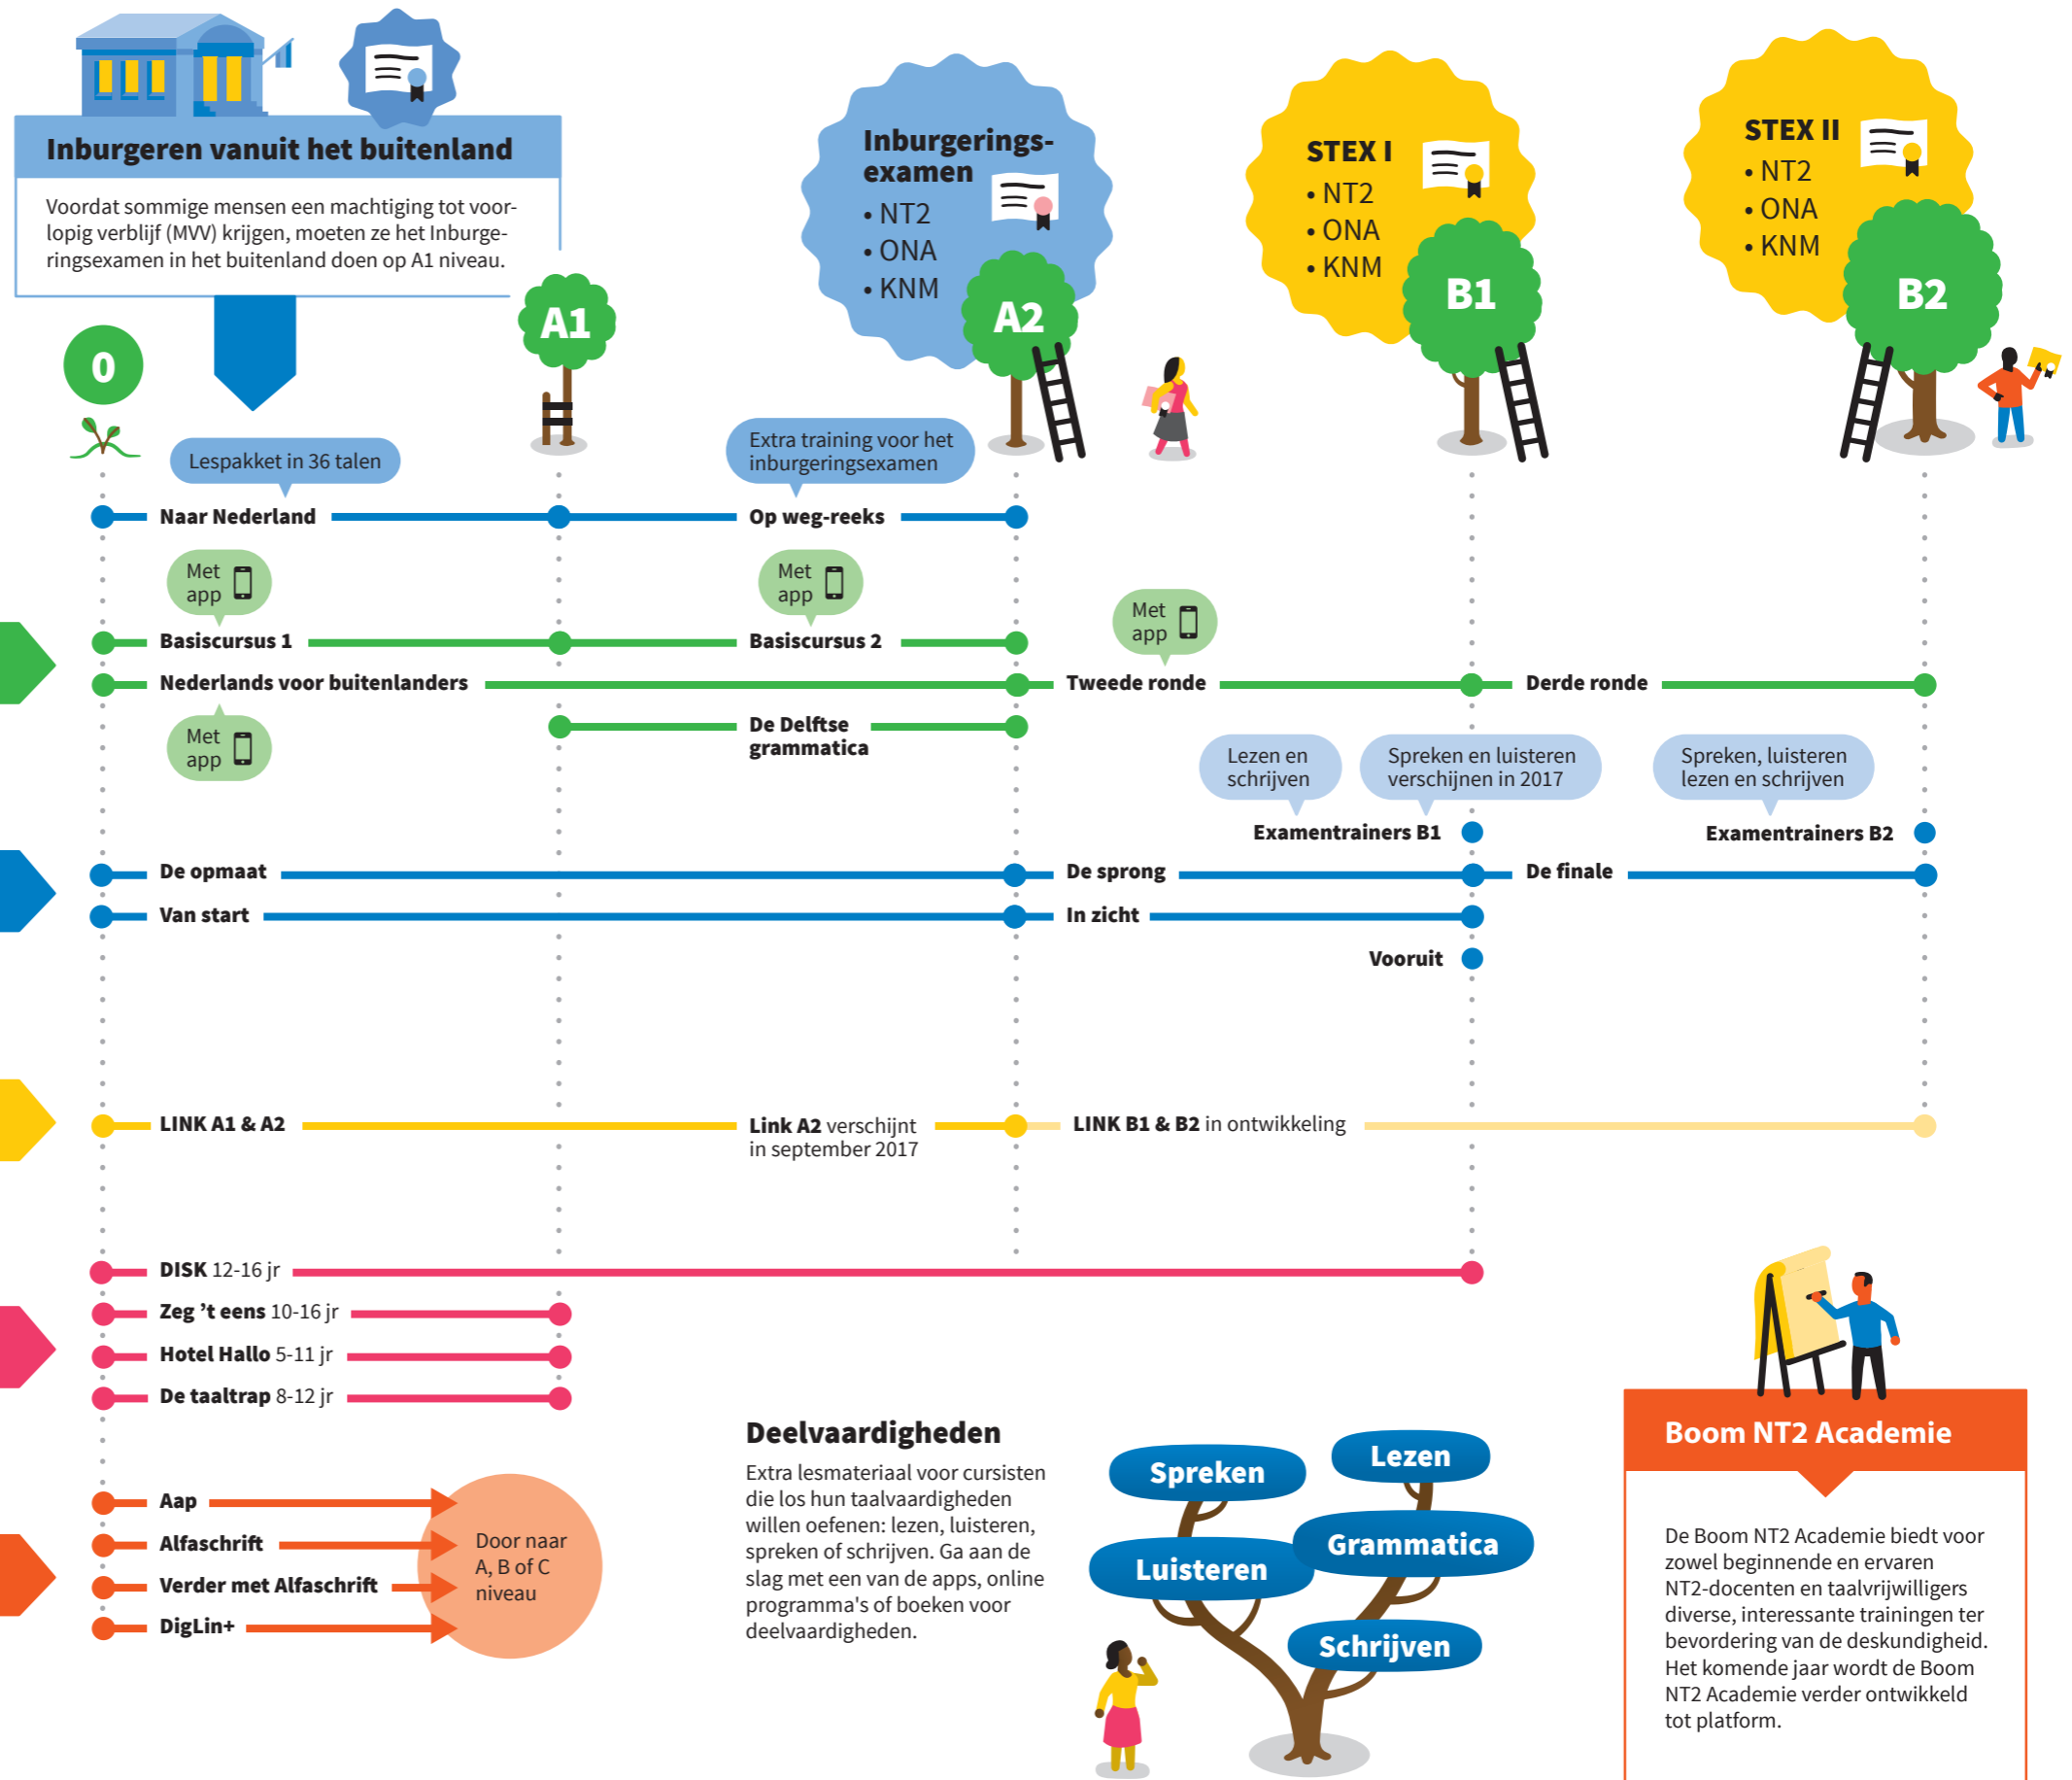 Inburgeren vanuit het buitenland
Voordat sommige mensen een machtiging tot voor-
lopig verblijf (MVV) krijgen, moeten ze het Inburge-
ringsexamen in het buitenland doen op A1 niveau.
Inburgerings-
examen
• NT2
• ONA
• KNM
STEX I
• NT2
• ONA
• KNM
STEX II
• NT2
• ONA
• KNM
0
A1
A2
B1
B2
Lespakket in 36 talen
Extra training voor het
inburgeringsexamen
Naar Nederland
Op weg-reeks
Met
app
Met
app
Met
app
Basiscursus 1
Basiscursus 2
Nederlands voor buitenlanders
Tweede ronde
Derde ronde
Met
app
De Delftse
grammatica
Lezen en
schrijven
Spreken en luisteren
verschijnen in 2017
Spreken, luisteren
lezen en schrijven
Examentrainers B1
Examentrainers B2
De opmaat
De sprong
De finale
Van start
In zicht
Vooruit
LINK A1 & A2
Link A2 verschijnt
in september 2017
LINK B1 & B2 in ontwikkeling
DISK 12-16 jr
Zeg ’t eens 10-16 jr
Hotel Hallo 5-11 jr
De taaltrap 8-12 jr
Aap
Alfaschrift
Verder met Alfaschrift
DigLin+
Door naar
A, B of C
niveau
Deelvaardigheden
Extra lesmateriaal voor cursisten
die los hun taalvaardigheden
willen oefenen: lezen, luisteren,
spreken of schrijven. Ga aan de
slag met een van de apps, online
programma's of boeken voor
deelvaardigheden.
Spreken
Lezen
Luisteren
Grammatica
Schrijven
Boom NT2 Academie
De Boom NT2 Academie biedt voor
zowel beginnende en ervaren
NT2-docenten en taalvrijwilligers
diverse, interessante trainingen ter
bevordering van de deskundigheid.
Het komende jaar wordt de Boom
NT2 Academie verder ontwikkeld
tot platform.